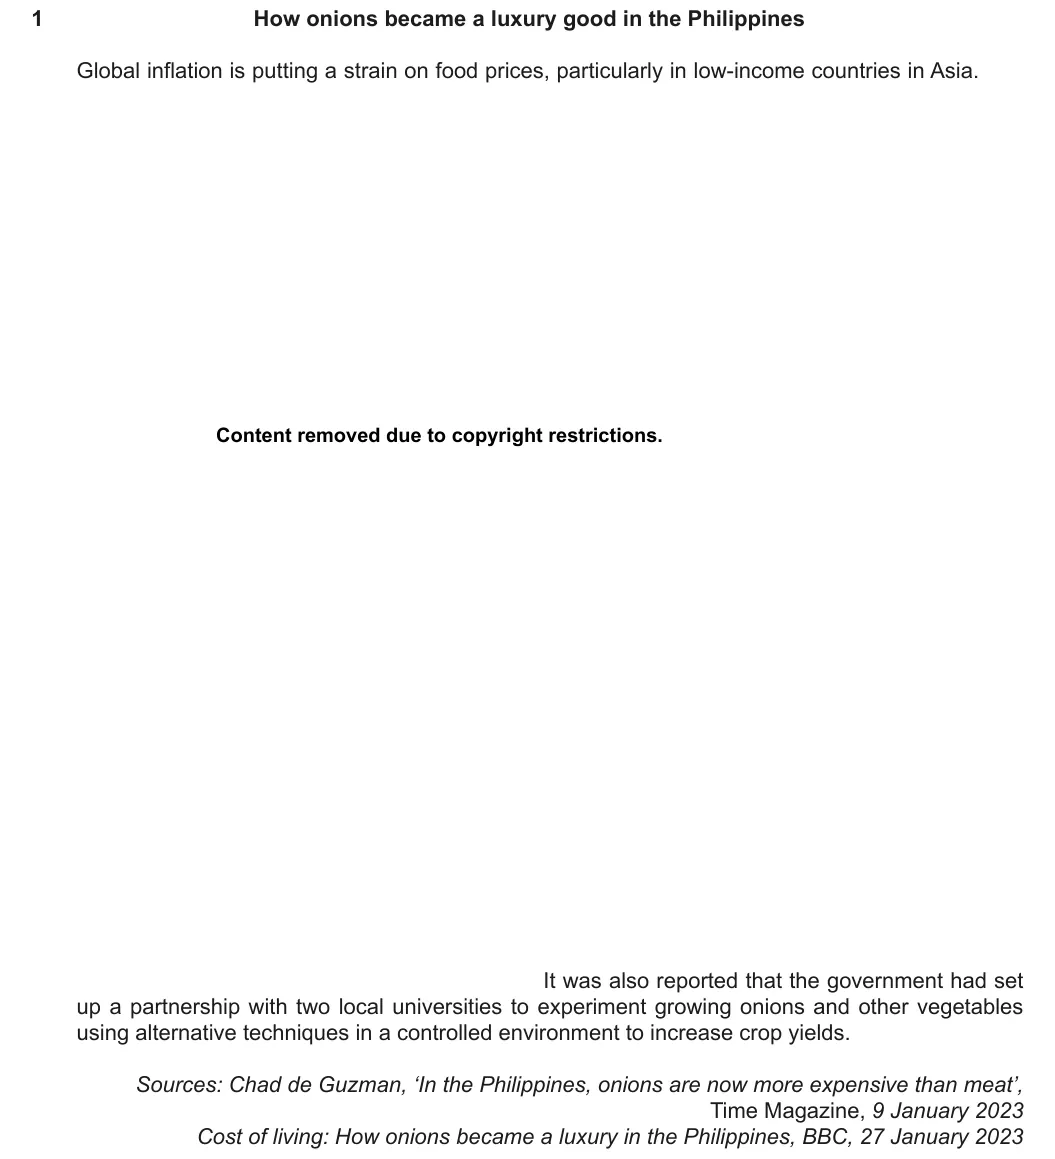 1 How onions became a luxury good in the Philippines
Global inflation is putting a strain on food prices, particularly in low-income countries in Asia.
Content removed due to copyright restrictions.
It was also reported that the government had set
up a partnership with two local universities to experiment growing onions and other vegetables
using alternative techniques in a controlled environment to increase crop yields.
Sources: Chad de Guzman, ‘In the Philippines, onions are now more expensive than meat’,
Time Magazine, 9 January 2023
Cost of living: How onions became a luxury in the Philippines, BBC, 27 January 2023